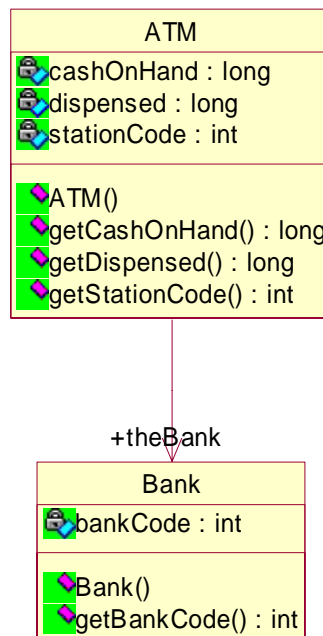 ATM
cashOnHand : long
dispensed : long
stationCode : int
ATM()
getCashOnHand() : long
getDispensed() : long
getStationCode() : int
+theBank
Bank
bankCode : int
Bank()
getBankCode() : int